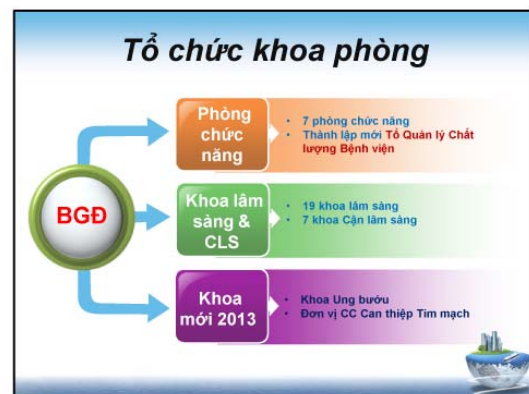 Tổ chức khoa phòng
BGĐ
Phòng
chức
năng
• 7 phòng chức năng
• Thành lập mới Tổ Quản lý Chất
lượng Bệnh viện
Khoa lâm
sàng &
CLS
• 19 khoa lâm sàng
• 7 khoa Cận lâm sàng
Khoa
mới 2013
• Khoa Ung bướu
• Đơn vị CC Can thiệp Tim mạch